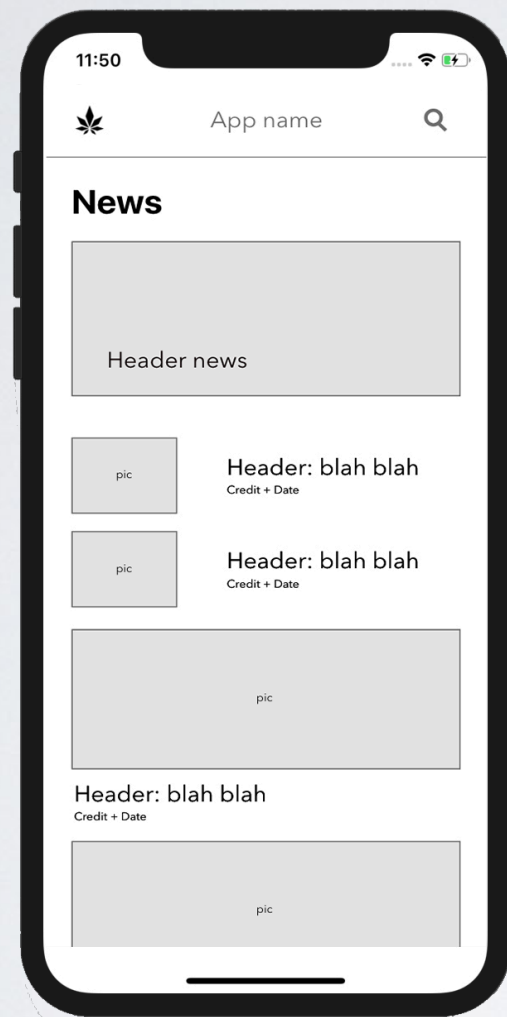 11:50
App name
News
Header news
pic
Header: blah blah
Credit + Date
pic
Header: blah blah
Credit + Date
pic
Header: blah blah
Credit + Date
pic